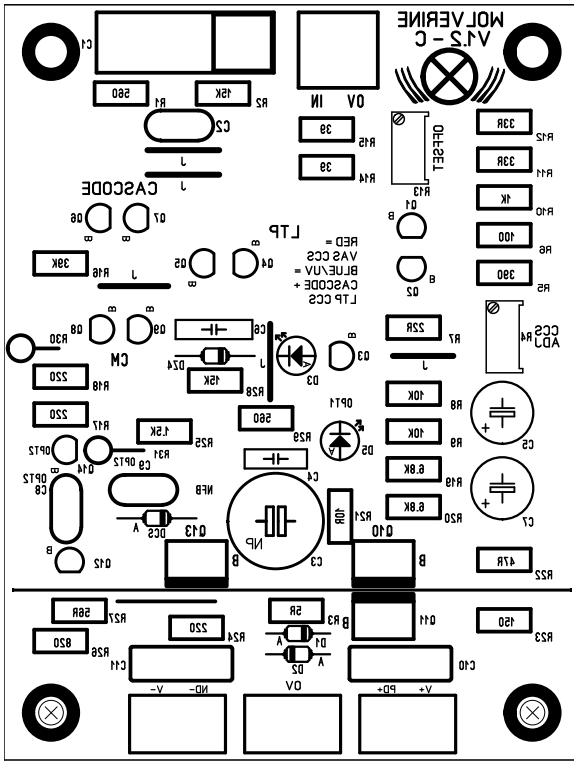 WOLVERINE
V1.2 - C
C1
560
R1
15K
R2
IN
0V
C2
39
R15
33R
R12
OFFSET
J
39
R14
33R
R11
J
R13
CASCODE
1K
R10
Q6
Q7
B
B
Q1
B
LTP
100
R6
RED =
VAS CCS
BLUE/UV =
CASCODE +
LTP CCS
39K
R16
J
Q5
Q4
B
B
Q2
B
390
R5
R30
Q8
Q9
B
B
CM
C6
DZ4
J
A
D3
Q3
B
22R
R7
J
R4
CCS
ADJ
220
R18
15K
R28
10K
R8
220
R17
560
R29
OPT1
C5
+
1.5K
R25
A
D5
10K
R9
OPT2
Q14
B
R31
OPT2
OPT2
C8
C9
NFB
C4
6.8K
R19
C7
+
10R
R21
6.8K
R20
A
DC5
Q13
NP
C3
Q10
Q12
B
B
B
47R
R22
56R
R27
5R
R3
B
Q11
150
R23
820
R26
220
R24
A
D1
D2
A
C11
C10
V-
ND-
0V
PD+
V+